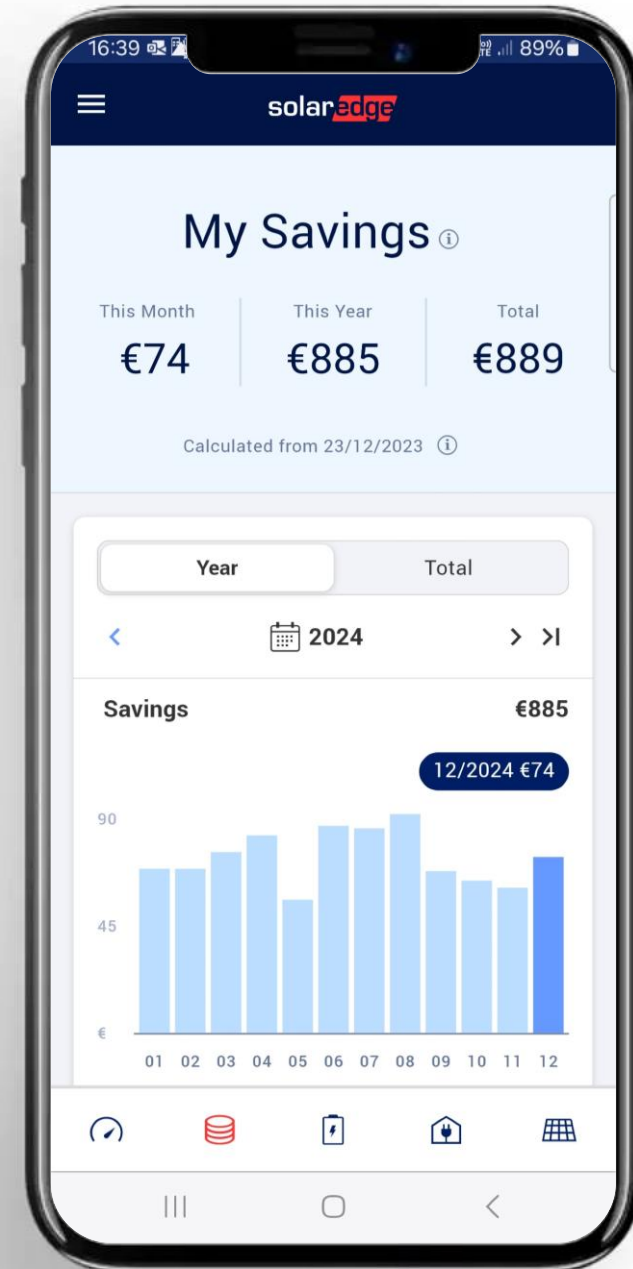 16:39 89%
solaredge
My Savings
This Month This Year Total
€74 €885 €889
Calculated from 23/12/2023
Year Total
2024
Savings €885
12/2024 €74
90
45
€
01 02 03 04 05 06 07 08 09 10 11 12